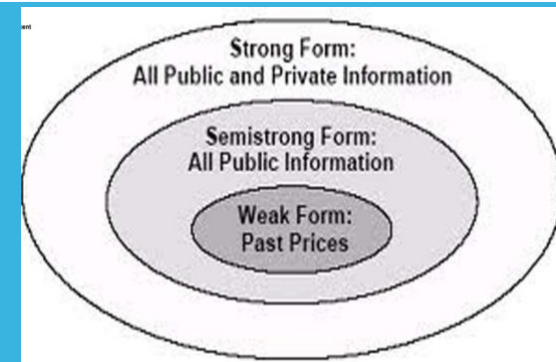 Strong Form:
All Public and Private Information
Semistrong Form:
All Public Information
Weak Form:
Past Prices